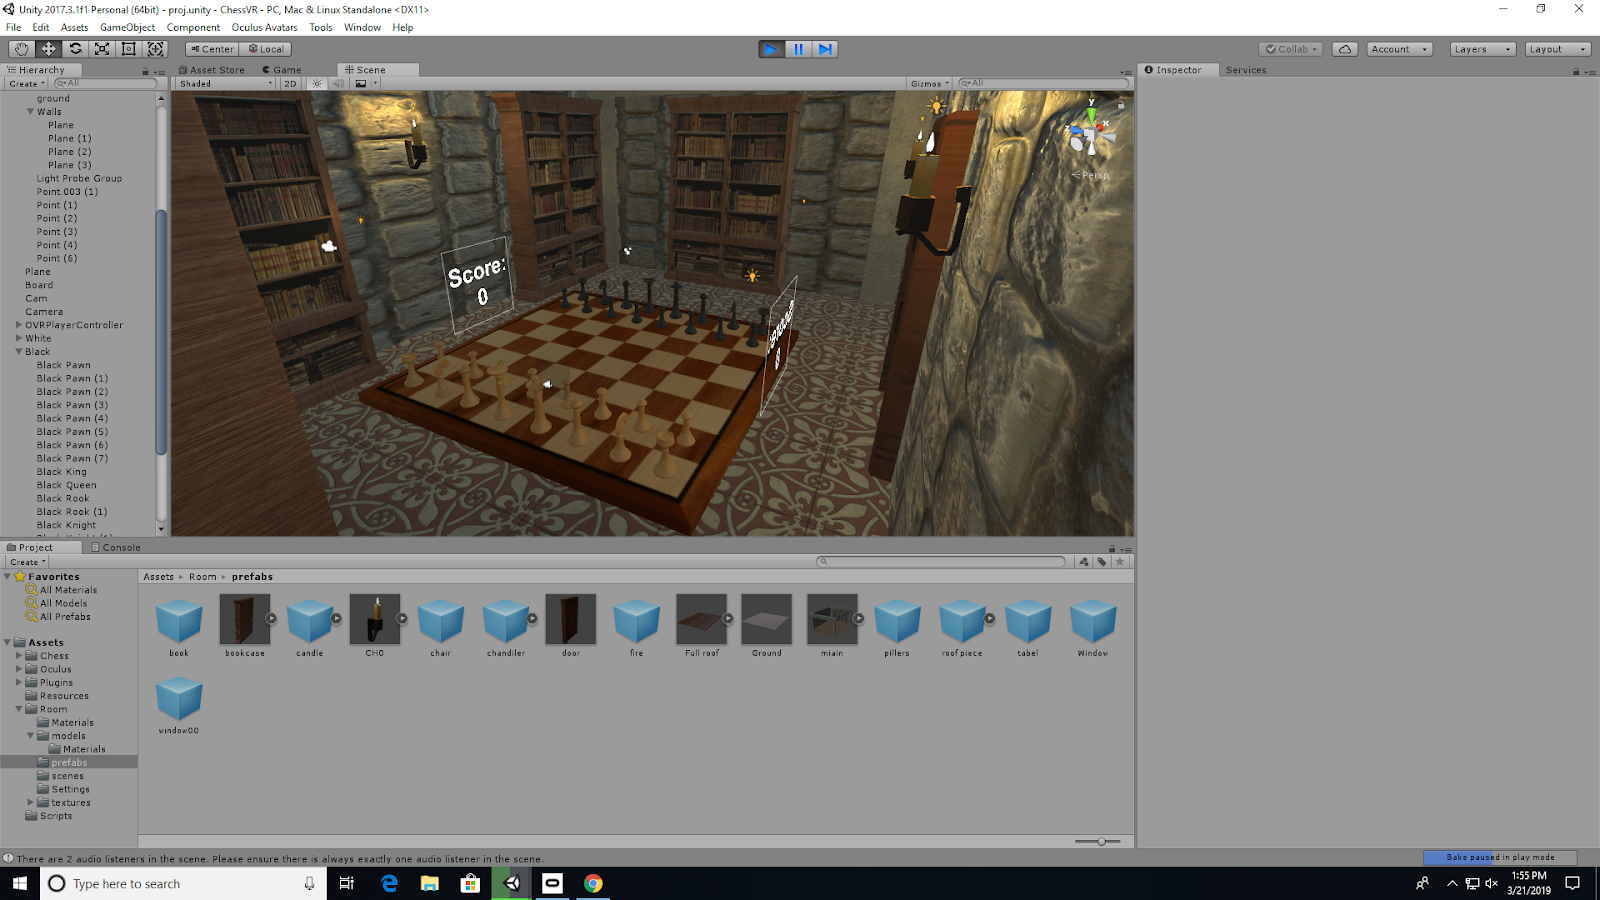 Unity 2017.3.1f1 Personal (64bit) - proj.unity - ChessVR - PC, Mac & Linux Standalone <DX11>
File Edit Assets GameObject Component Oculus Avatars Tools Window Help
Center Local Collab Account Layers Layout
Hierarchy
Create All
ground
Walls
Plane
Plane (1)
Plane (2)
Plane (3)
Light Probe Group
Point.003 (1)
Point (1)
Point (2)
Point (3)
Point (4)
Point (6)
Plane
Board
Cam
Camera
OVRPlayerController
White
Black
Black Pawn
Black Pawn (1)
Black Pawn (2)
Black Pawn (3)
Black Pawn (4)
Black Pawn (5)
Black Pawn (6)
Black Pawn (7)
Black King
Black Queen
Black Rook
Black Rook (1)
Black Knight
Asset Store Game Scene
Shaded 2D Gizmos All
y
x
z
Persp
Score:
0
Inspector Services
Project Console
Create
Favorites
All Materials
All Models
All Prefabs
Assets
Chess
Oculus
Plugins
Resources
Room
Materials
models
Materials
prefabs
scenes
Settings
textures
Scripts
Assets Room prefabs
book bookcase candle CH0 chair chandiler door fire Full roof Ground miain pillers roof piece tabel Window
window00
There are 2 audio listeners in the scene. Please ensure there is always exactly one audio listener in the scene.
Bake paused in play mode
Type here to search
1:55 PM
3/21/2019